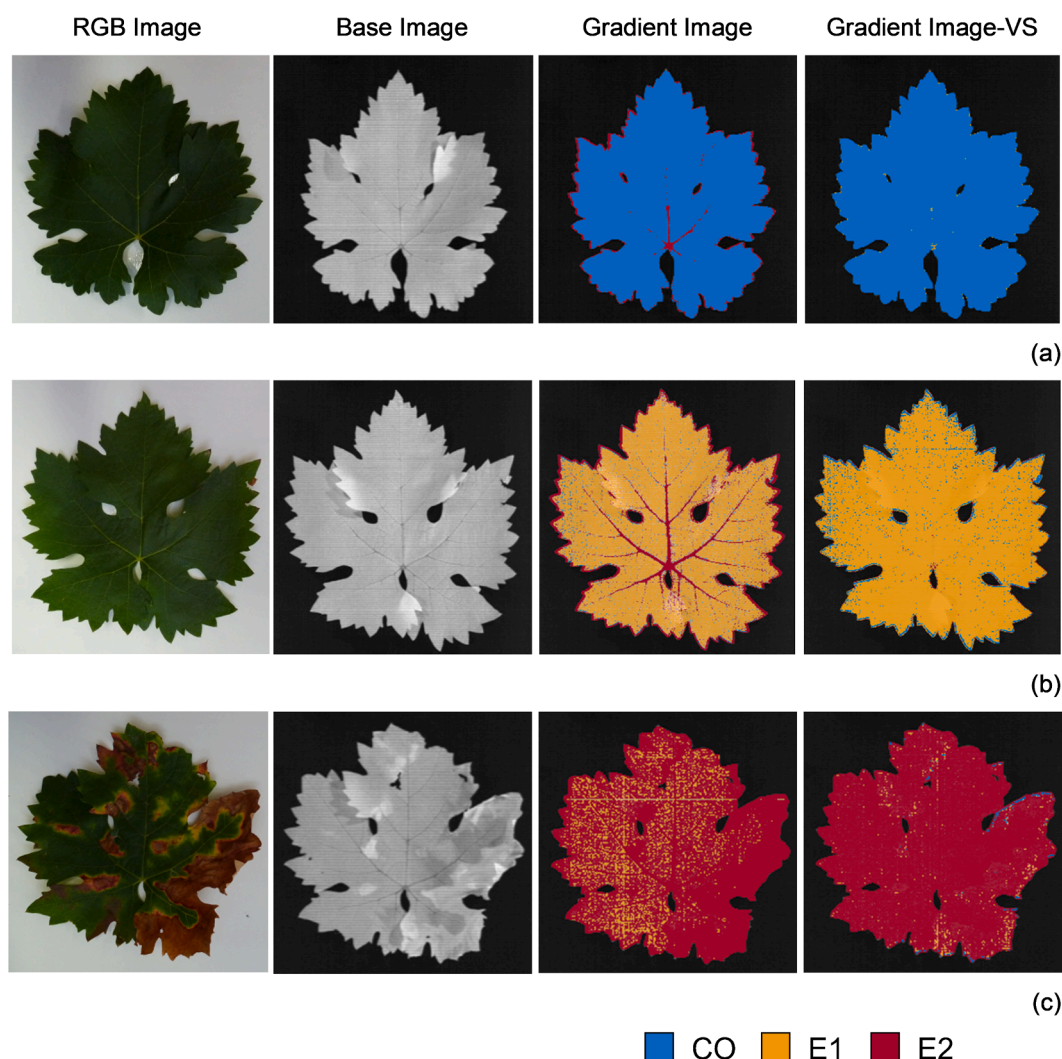 RGB Image Base Image Gradient Image Gradient Image-VS
(a)
(b)
(c)
CO E1 E2